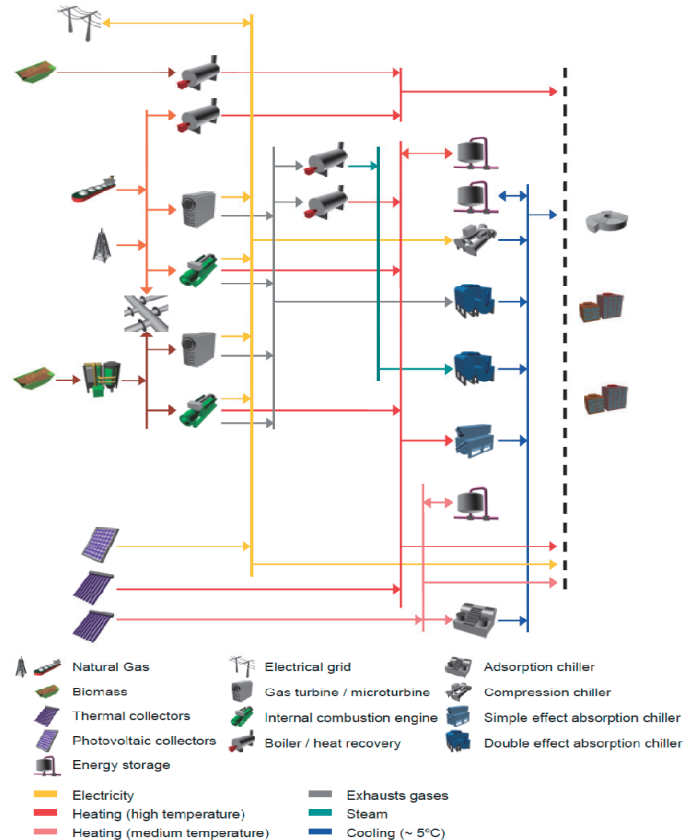 Natural Gas
Electrical grid
Adsorption chiller
Biomass
Gas turbine / microturbine
Compression chiller
Thermal collectors
Internal combustion engine
Simple effect absorption chiller
Photovoltaic collectors
Boiler / heat recovery
Double effect absorption chiller
Energy storage
Electricity
Exhausts gases
Heating (high temperature)
Steam
Heating (medium temperature)
Cooling (~ 5°C)